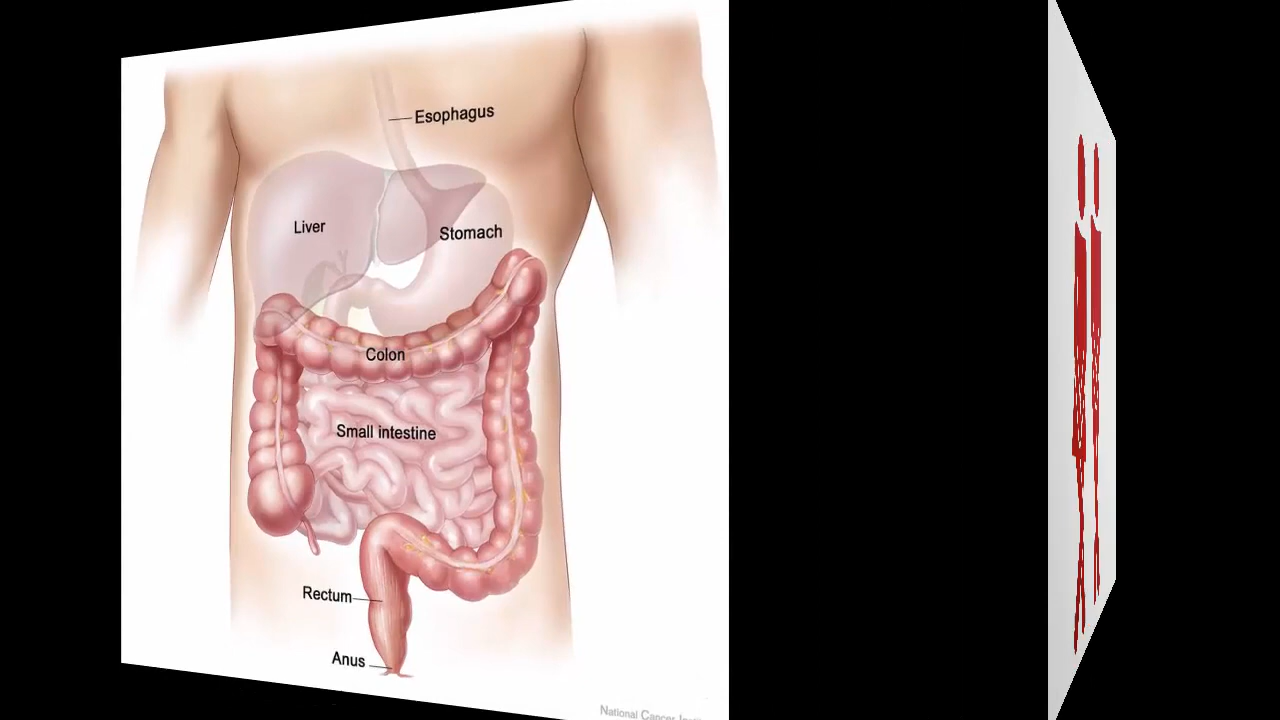 Esophagus
Liver
Stomach
Colon
Small intestine
Rectum
Anus
National Cancer